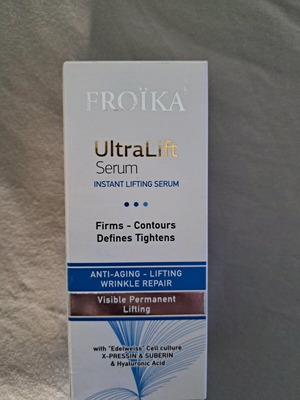 FROÏKA
UltraLift
Serum
INSTANT LIFTING SERUM
Firms - Contours
Defines Tightens
ANTI-AGING - LIFTING
WRINKLE REPAIR
Visible Permanent
Lifting
with "Edelweiss" Cell culture
X-PRESSIN & SUBERIN
& Hyaluronic Acid